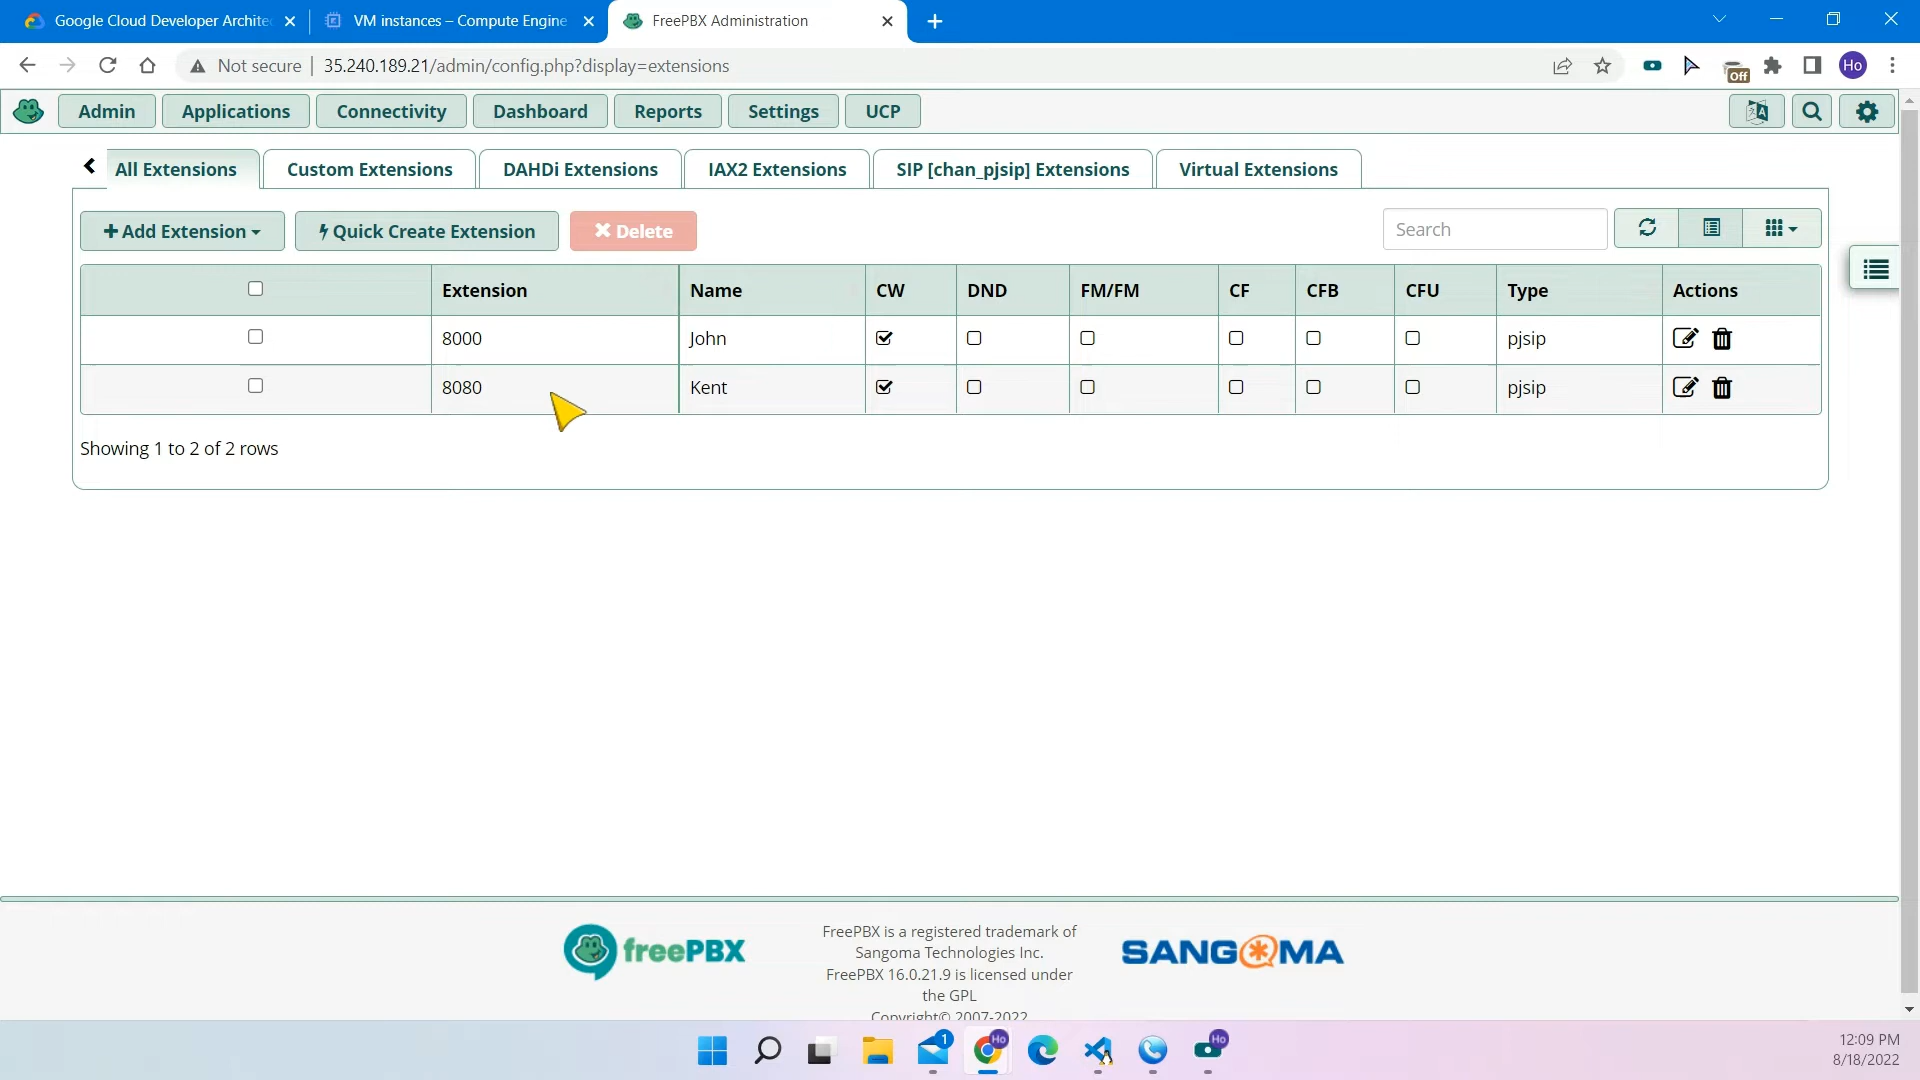 Google Cloud Developer Archite
VM instances – Compute Engine
FreePBX Administration
Not secure
35.240.189.21/admin/config.php?display=extensions
Off
Ho
Admin
Applications
Connectivity
Dashboard
Reports
Settings
UCP
All Extensions
Custom Extensions
DAHDi Extensions
IAX2 Extensions
SIP [chan_pjsip] Extensions
Virtual Extensions
Add Extension
Quick Create Extension
Delete
Search
Extension Name CW DND FM/FM CF CFB CFU Type Actions
8000 John pjsip
8080 Kent pjsip
Showing 1 to 2 of 2 rows
freePBX
FreePBX is a registered trademark of
Sangoma Technologies Inc.
FreePBX 16.0.21.9 is licensed under
the GPL
Copyright© 2007-2022
SANGOMA
1
Ho
Ho
12:09 PM
8/18/2022